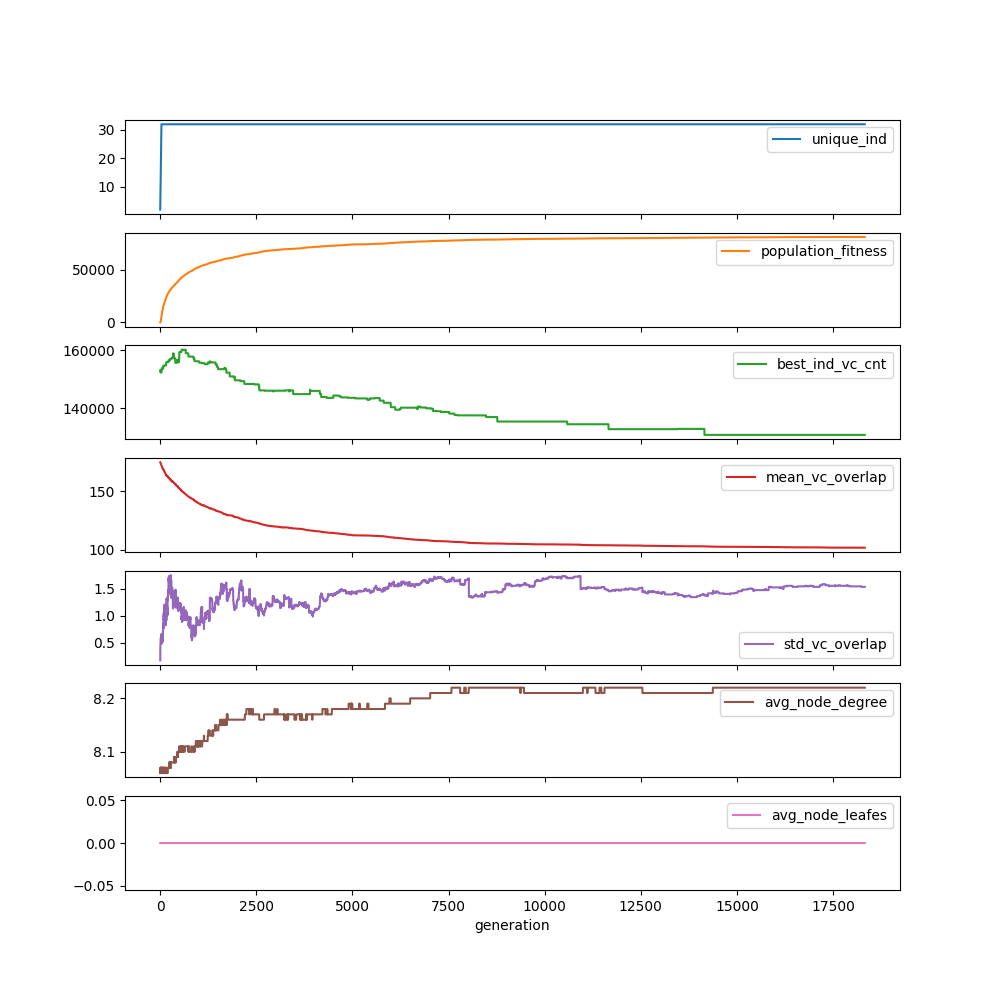 30
20
10
unique_ind
50000
0
population_fitness
160000
140000
best_ind_vc_cnt
150
100
mean_vc_overlap
1.5
1.0
0.5
std_vc_overlap
8.2
8.1
avg_node_degree
0.05
0.00
−0.05
avg_node_leafes
0 2500 5000 7500 10000 12500 15000 17500
generation